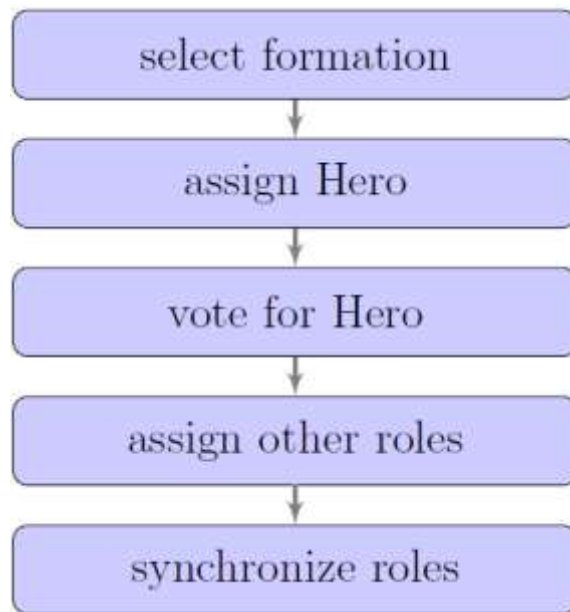 select formation
assign Hero
vote for Hero
assign other roles
synchronize roles